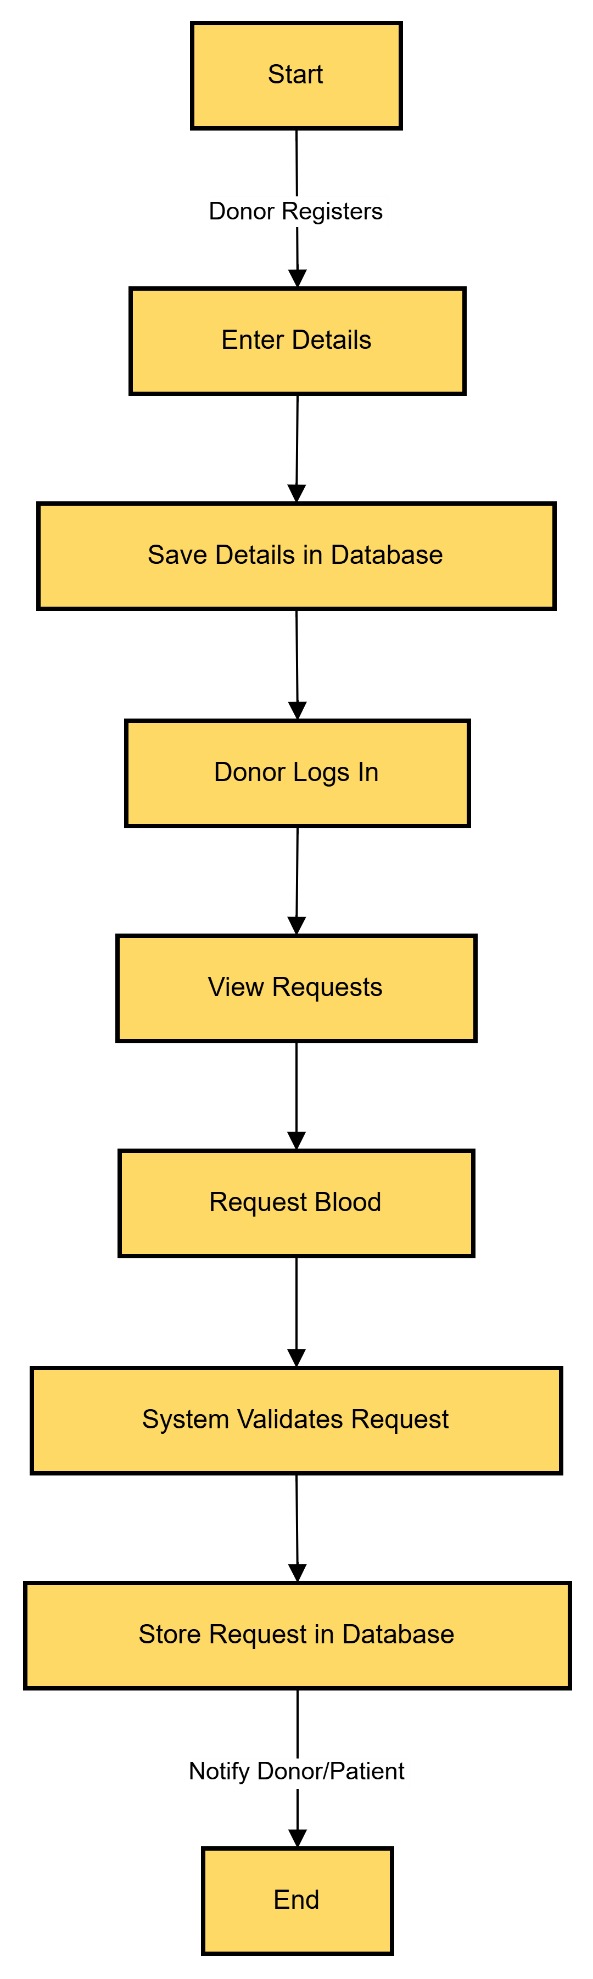 Start
Donor Registers
Enter Details
Save Details in Database
Donor Logs In
View Requests
Request Blood
System Validates Request
Store Request in Database
Notify Donor/Patient
End